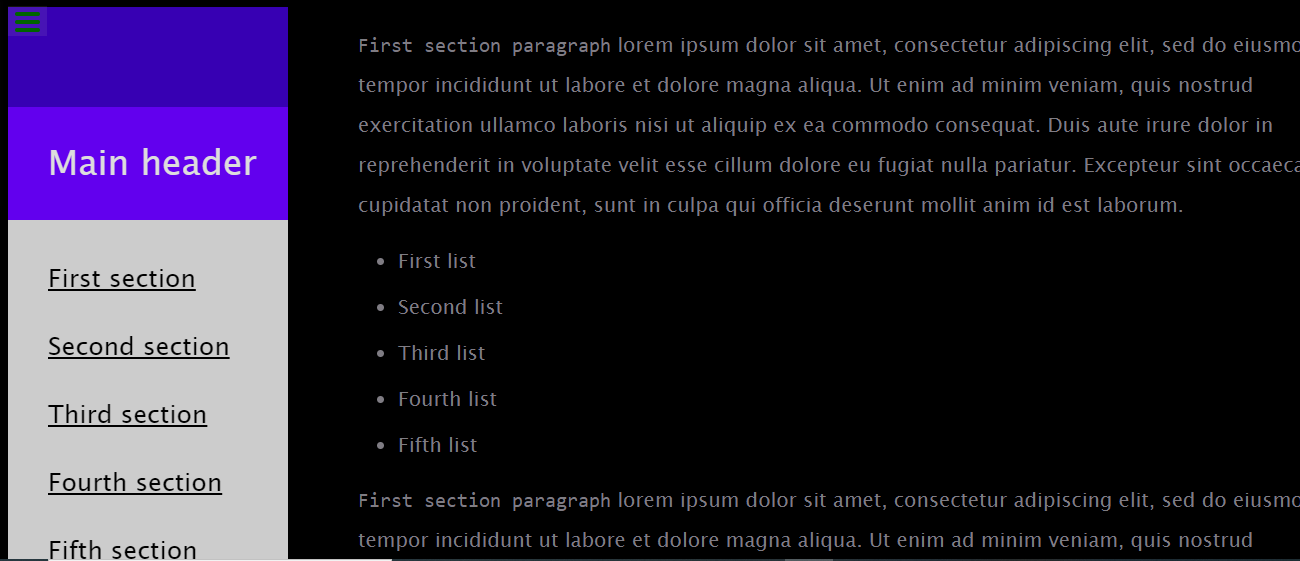 Main header
First section
Second section
Third section
Fourth section
Fifth section
First section paragraph lorem ipsum dolor sit amet, consectetur adipiscing elit, sed do eiusmo
tempor incididunt ut labore et dolore magna aliqua. Ut enim ad minim veniam, quis nostrud
exercitation ullamco laboris nisi ut aliquip ex ea commodo consequat. Duis aute irure dolor in
reprehenderit in voluptate velit esse cillum dolore eu fugiat nulla pariatur. Excepteur sint occaeca
cupidatat non proident, sunt in culpa qui officia deserunt mollit anim id est laborum.
• First list
• Second list
• Third list
• Fourth list
• Fifth list
First section paragraph lorem ipsum dolor sit amet, consectetur adipiscing elit, sed do eiusmo
tempor incididunt ut labore et dolore magna aliqua. Ut enim ad minim veniam, quis nostrud